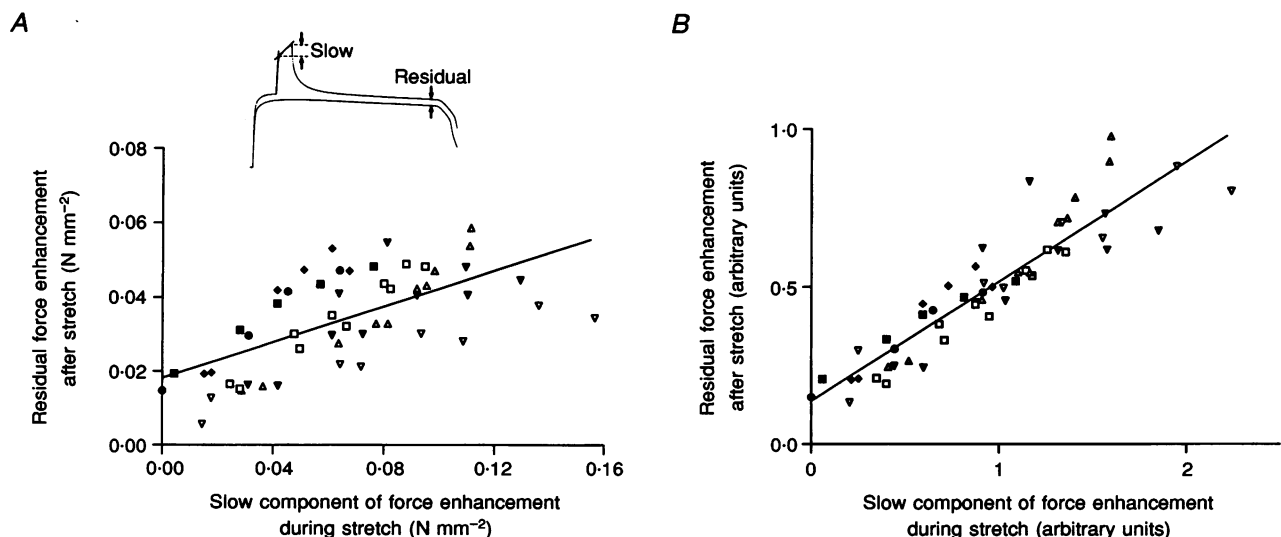 A
Slow
Residual
Residual force enhancement
after stretch (N mm⁻²)
0·08
0·06
0·04
0·02
0·00
0·00 0·04 0·08 0·12 0·16
Slow component of force enhancement
during stretch (N mm⁻²)
B
Residual force enhancement
after stretch (arbitrary units)
1·0
0·5
0·0
0 1 2
Slow component of force enhancement
during stretch (arbitrary units)